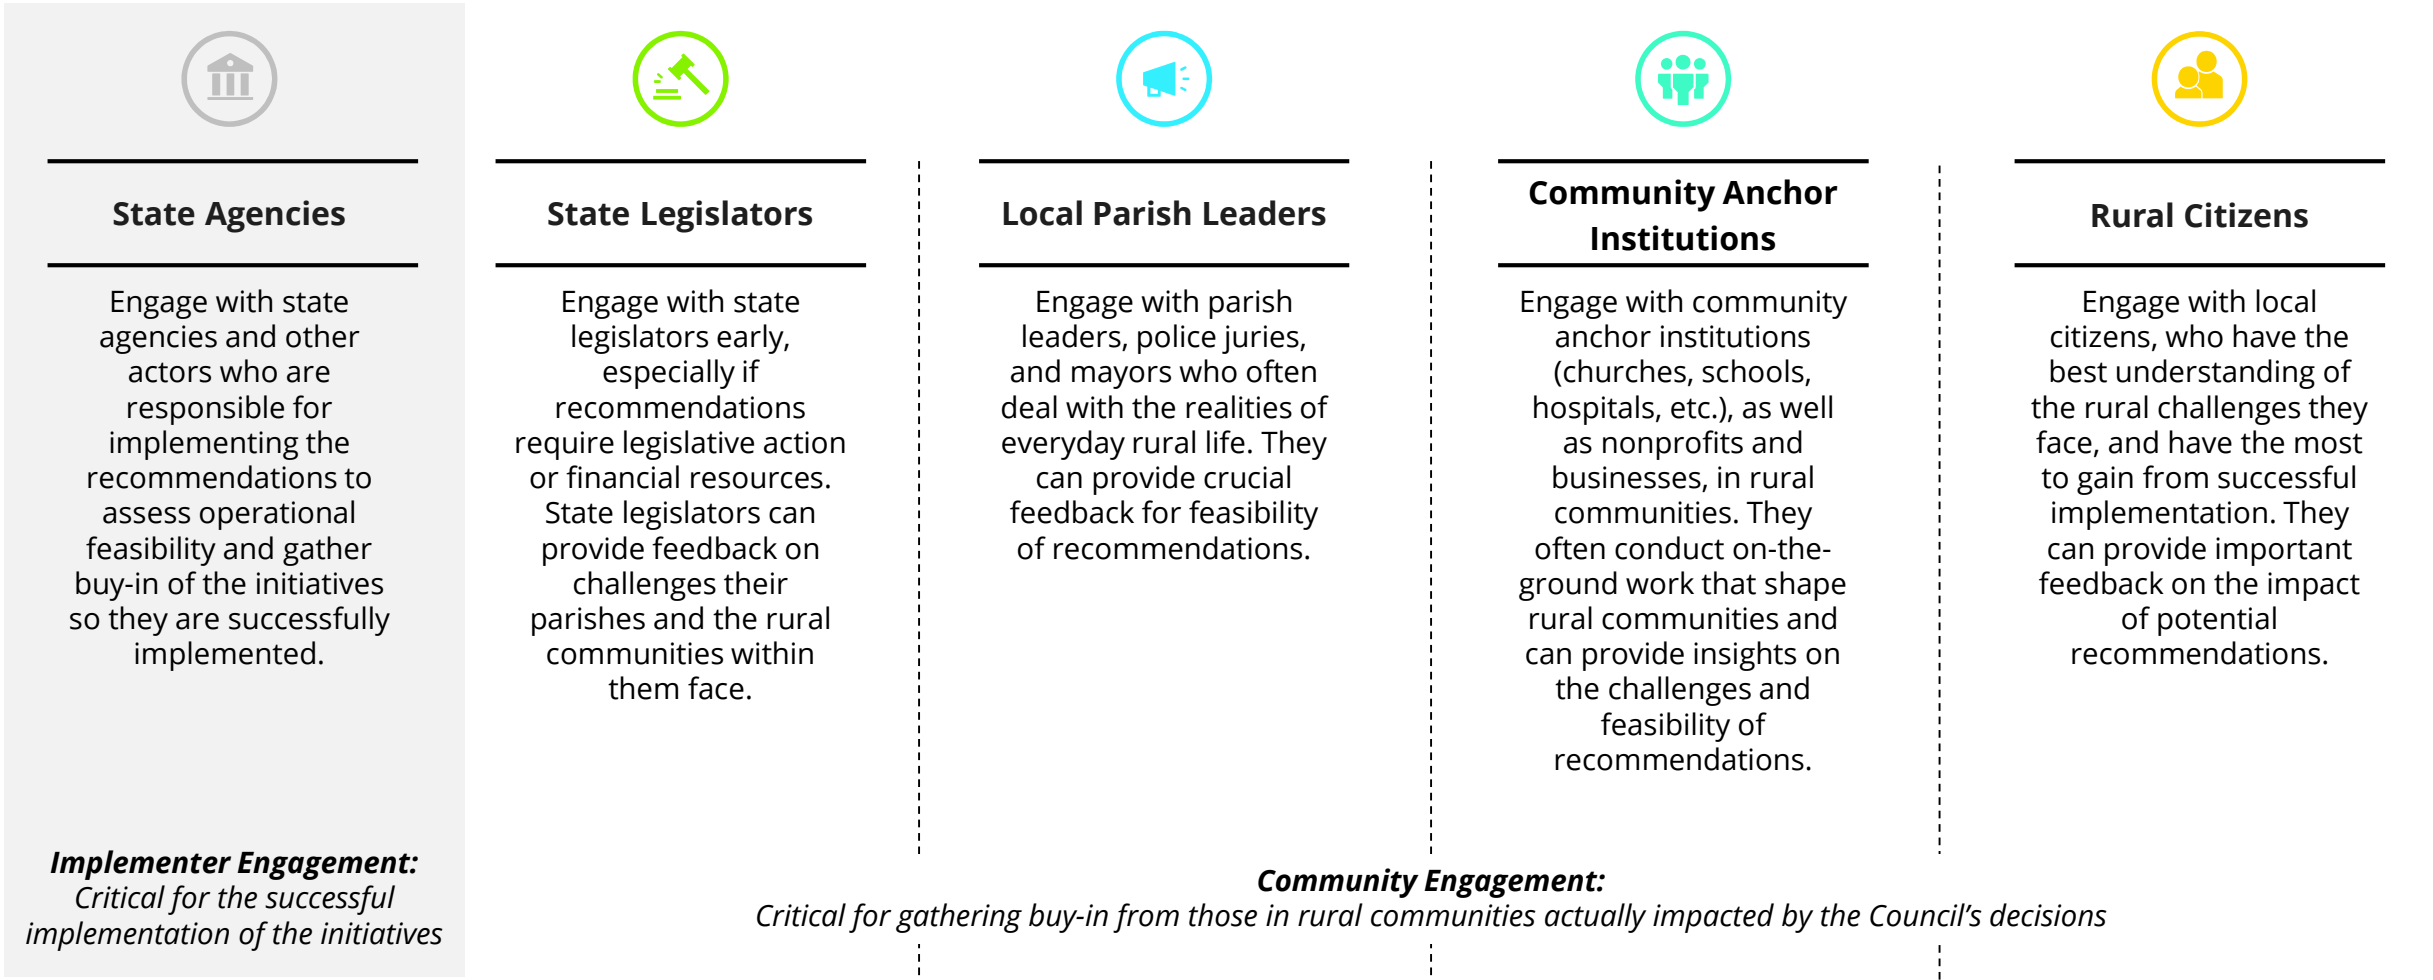 State Agencies
Engage with state
agencies and other
actors who are
responsible for
implementing the
recommendations to
assess operational
feasibility and gather
buy-in of the initiatives
so they are successfully
implemented.
Implementer Engagement:
Critical for the successful
implementation of the initiatives
State Legislators
Engage with state
legislators early,
especially if
recommendations
require legislative action
or financial resources.
State legislators can
provide feedback on
challenges their
parishes and the rural
communities within
them face.
Local Parish Leaders
Engage with parish
leaders, police juries,
and mayors who often
deal with the realities of
everyday rural life. They
can provide crucial
feedback for feasibility
of recommendations.
Community Anchor
Institutions
Engage with community
anchor institutions
(churches, schools,
hospitals, etc.), as well
as nonprofits and
businesses, in rural
communities. They
often conduct on-the-
ground work that shape
rural communities and
can provide insights on
the challenges and
feasibility of
recommendations.
Rural Citizens
Engage with local
citizens, who have the
best understanding of
the rural challenges they
face, and have the most
to gain from successful
implementation. They
can provide important
feedback on the impact
of potential
recommendations.
Community Engagement:
Critical for gathering buy-in from those in rural communities actually impacted by the Council’s decisions